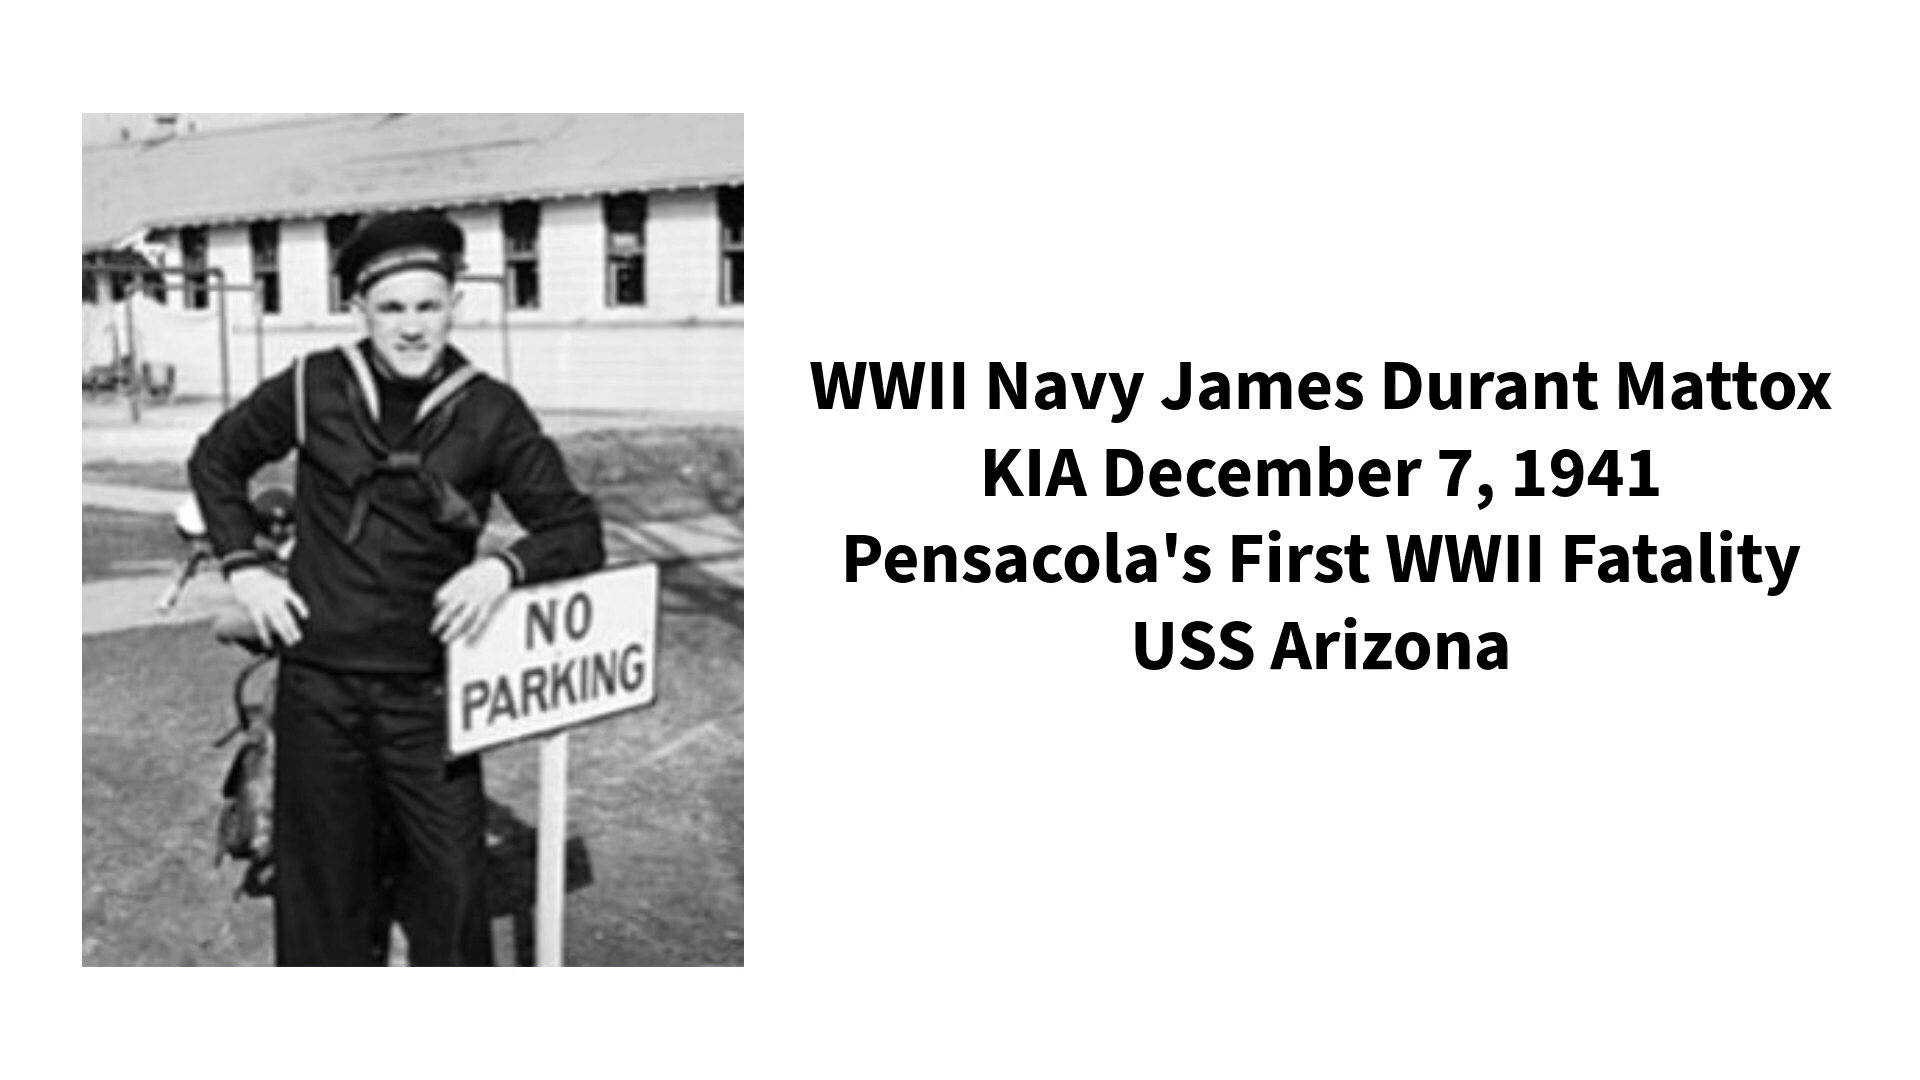 NO
PARKING
WWII Navy James Durant Mattox
KIA December 7, 1941
Pensacola's First WWII Fatality
USS Arizona